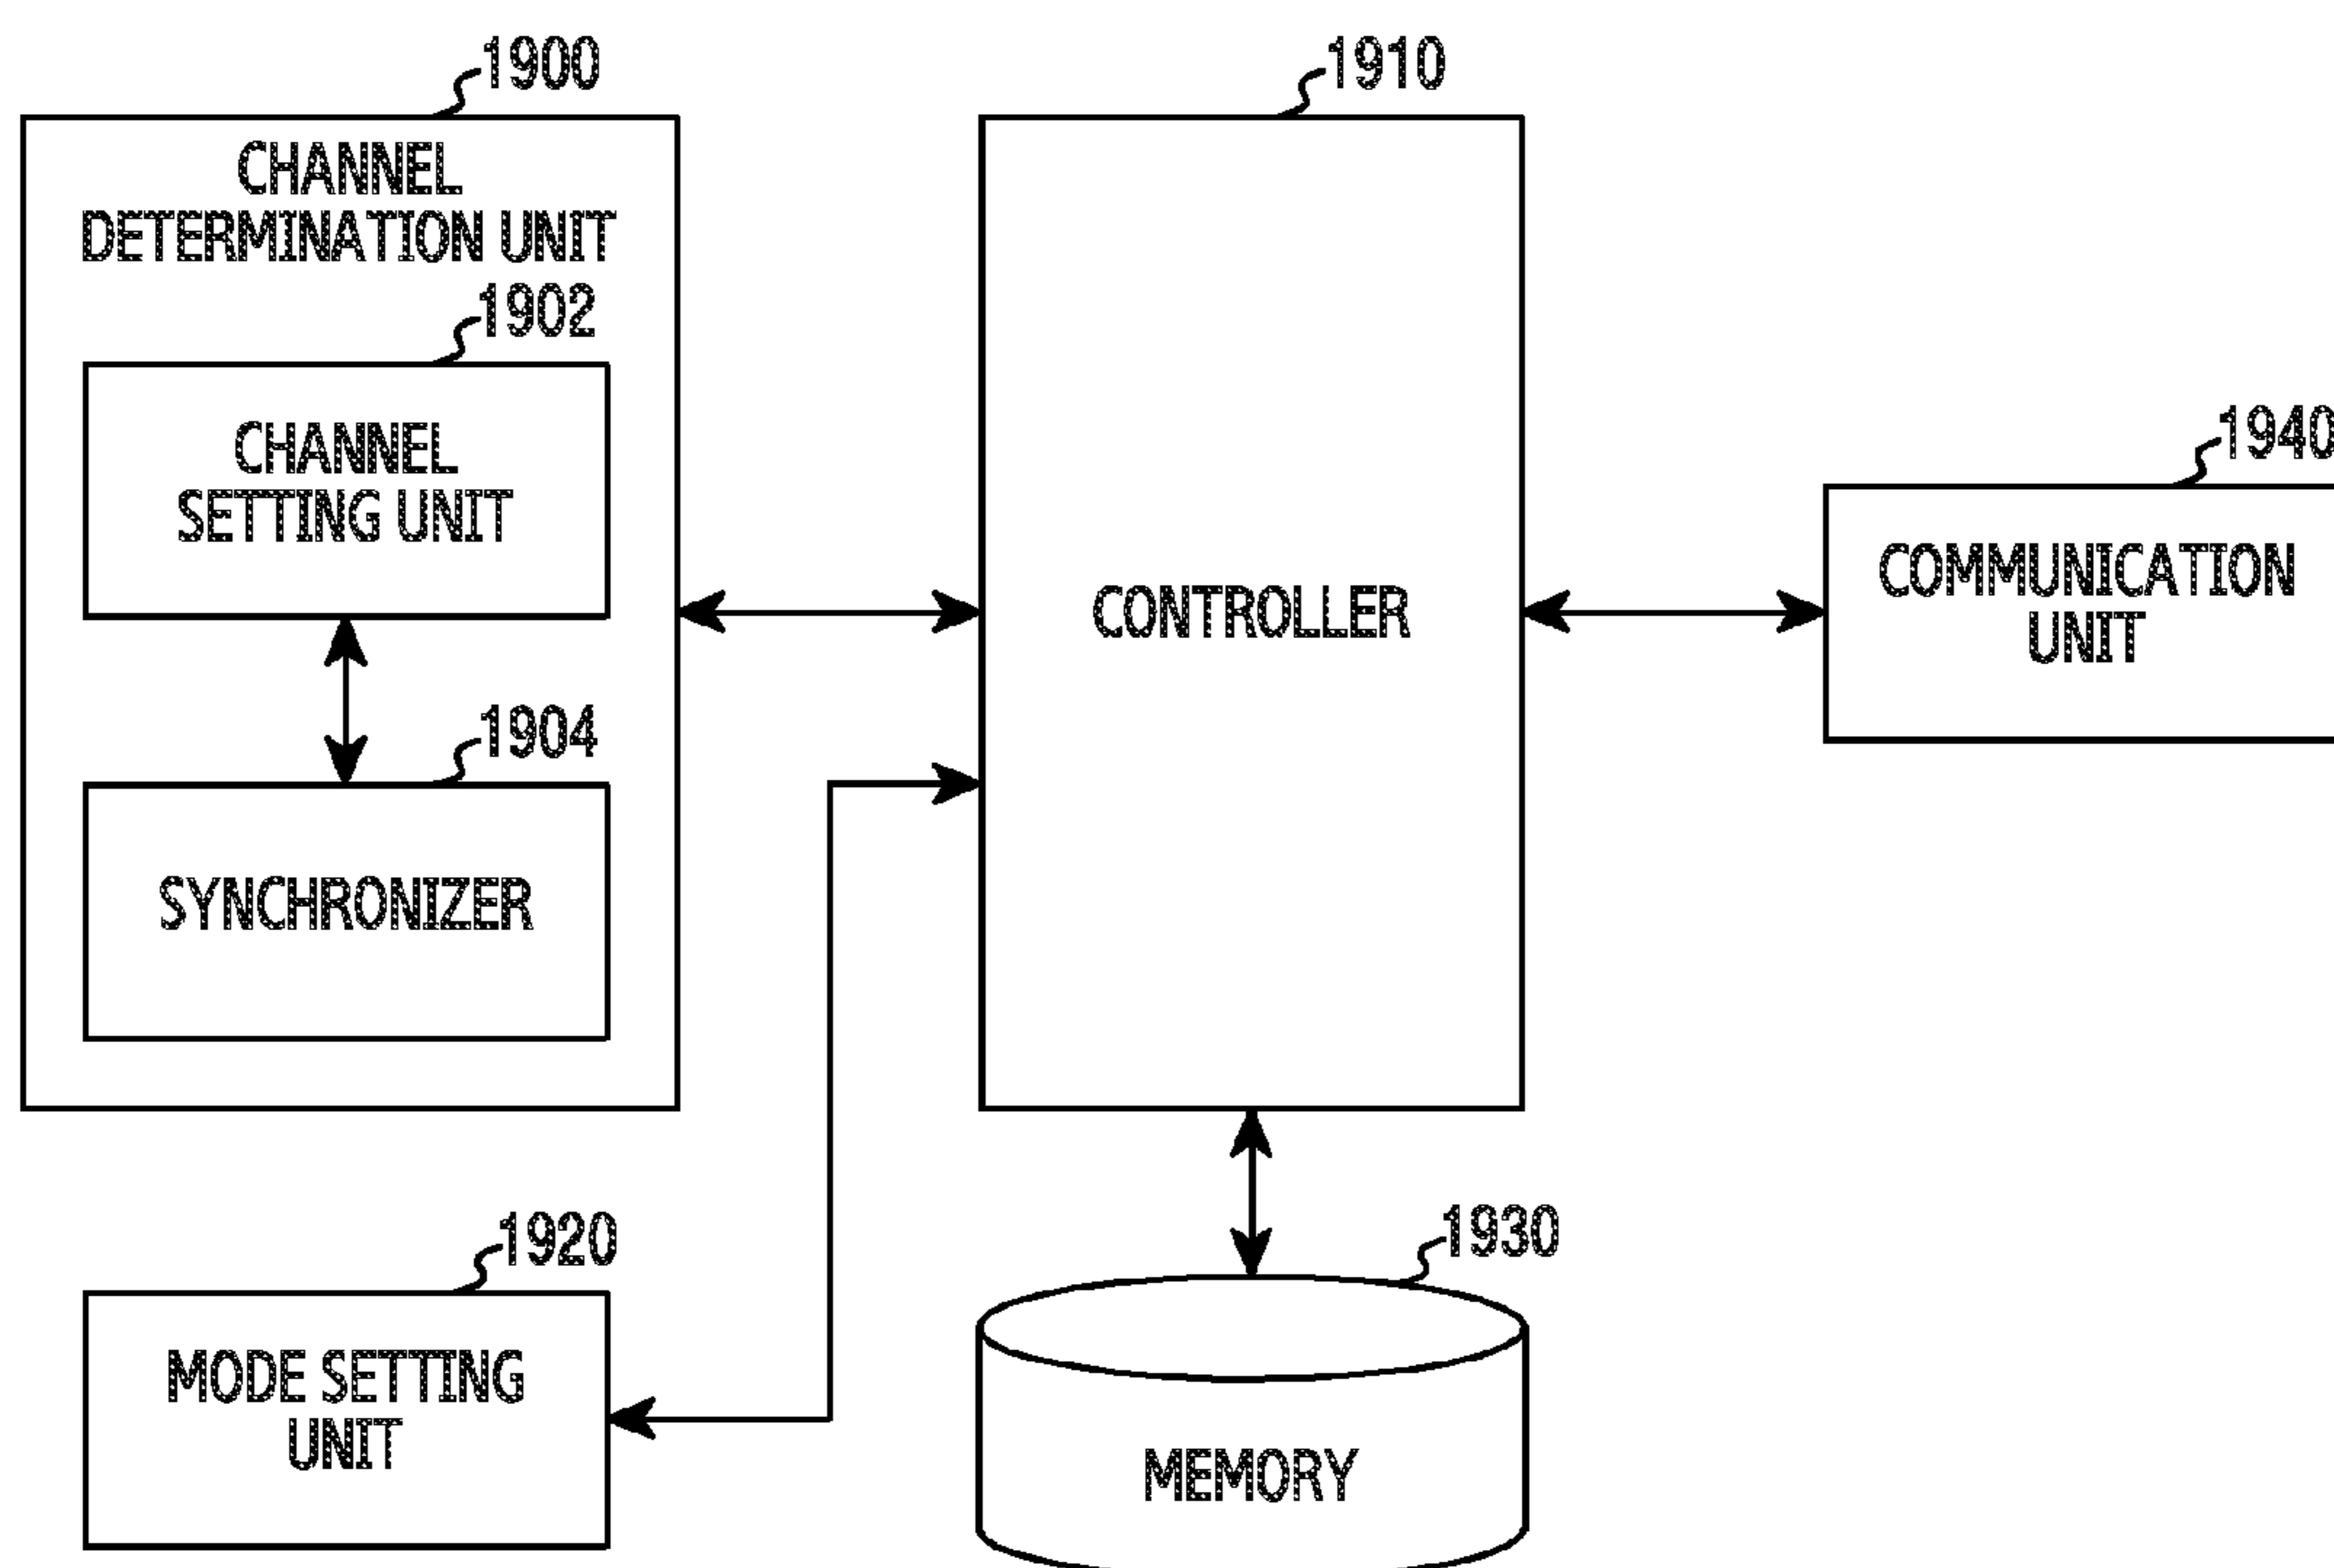 1900
CHANNEL
DETERMINATION UNIT
1902
CHANNEL
SETTING UNIT
1904
SYNCHRONIZER
1910
CONTROLLER
1940
COMMUNICATION
UNIT
1920
MODE SETTING
UNIT
1930
MEMORY